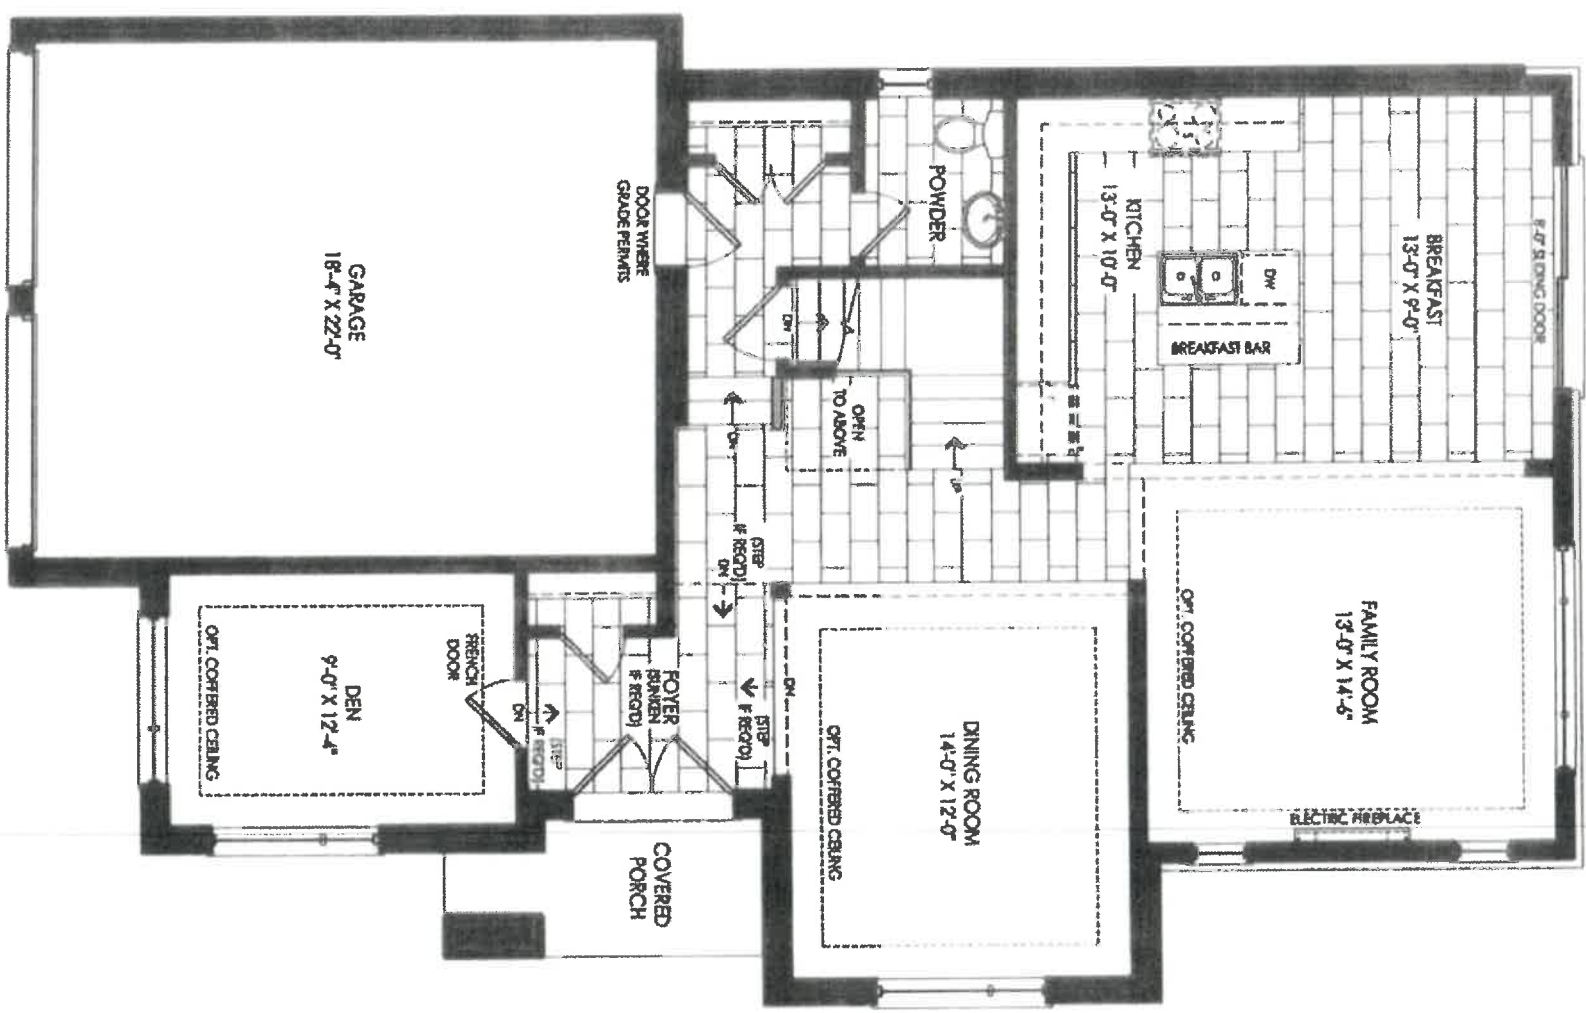 GARAGE
18'-4" X 22'-0"
DOOR WHERE
GRADE PERMITS
POWDER
KITCHEN
13'-0" X 10'-0"
BREAKFAST
13'-0" X 9'-0"
8'-0" SLIDING DOOR
DW
BREAKFAST BAR
DN
OPEN
TO ABOVE
DN
UP
(STEP
IF REQ'D)
DN
FAMILY ROOM
13'-0" X 14'-6"
OPT. COFFERED CEILING
ELECTRIC FIREPLACE
DINING ROOM
14'-0" X 12'-0"
OPT. COFFERED CEILING
DN
(STEP
IF REQ'D)
FOYER
(SUNKEN
IF REQ'D)
DN
(STEP
IF REQ'D)
FRENCH
DOOR
DEN
9'-0" X 12'-4"
OPT. COFFERED CEILING
COVERED
PORCH